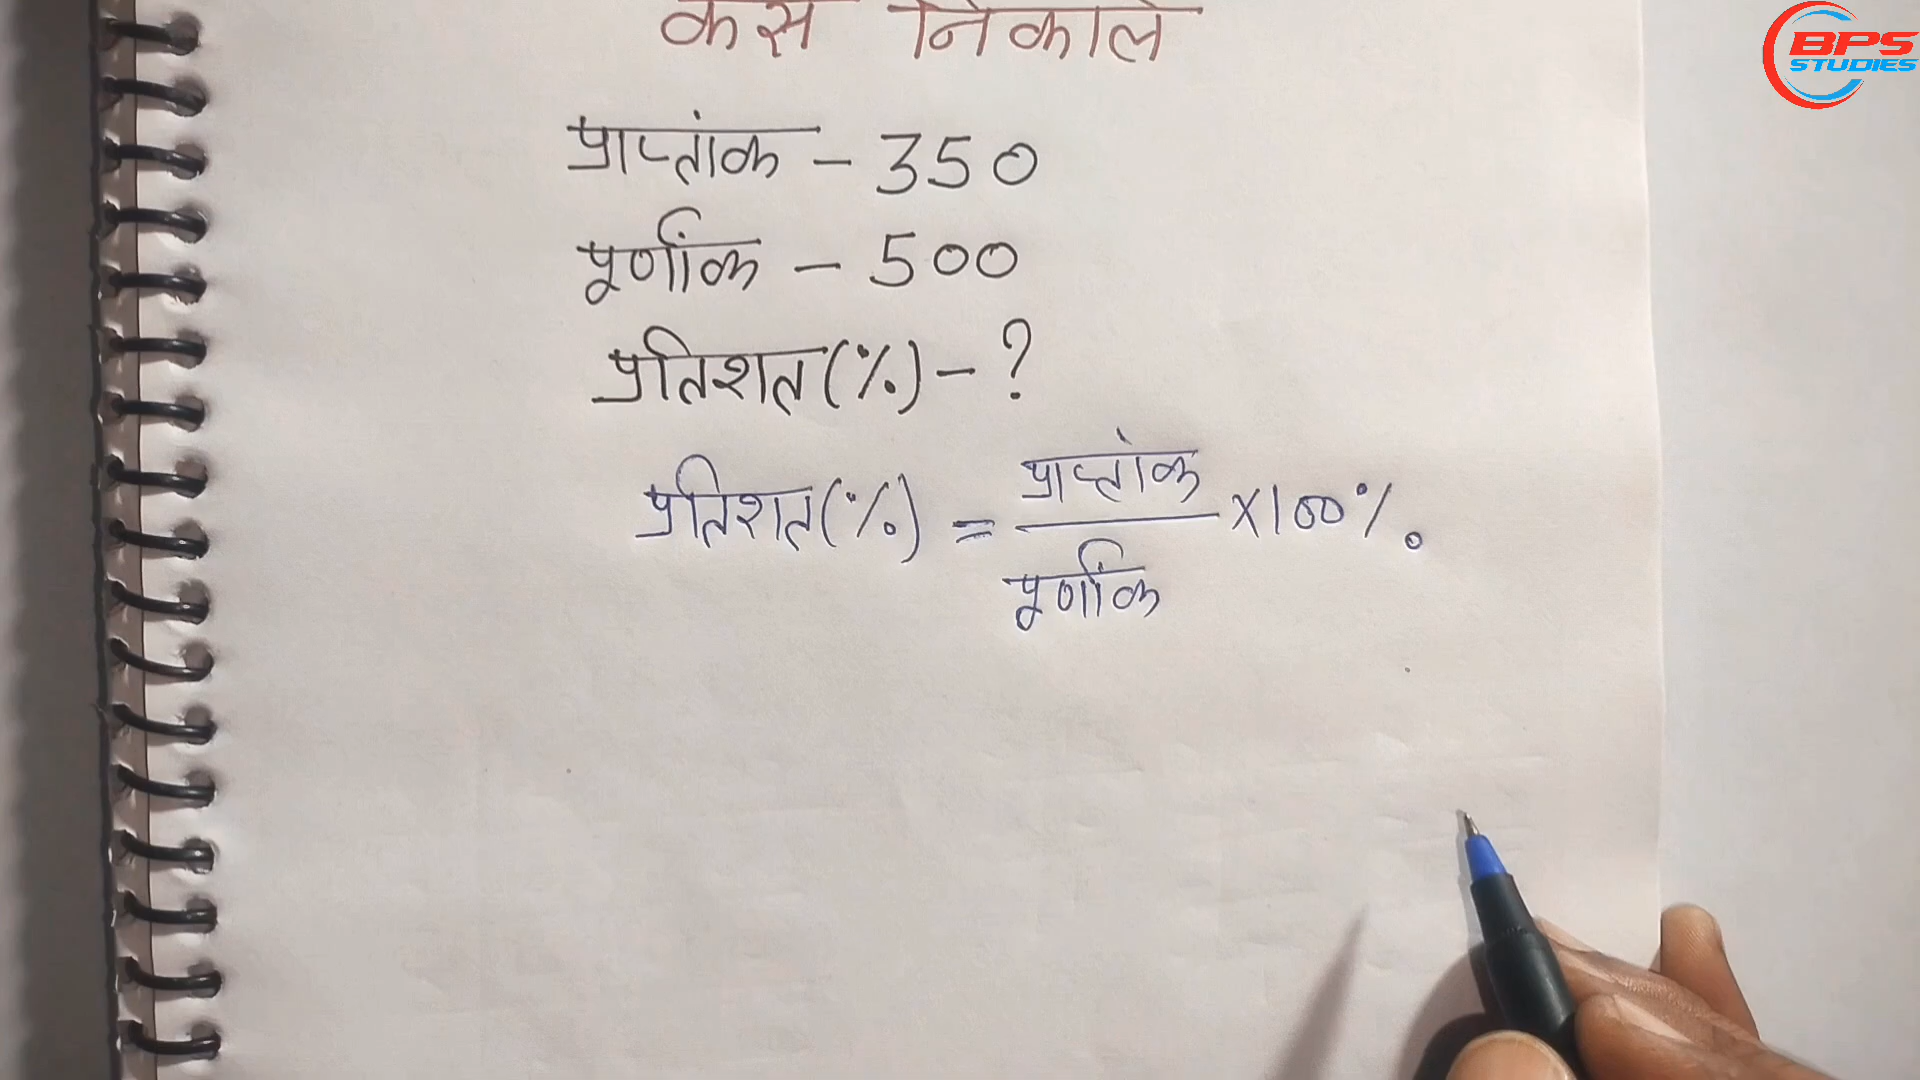 कैसे निकाले
BPS
STUDIES
प्राप्तांक - 350
पूर्णांक - 500
प्रतिशत(%) - ?
प्रतिशत(%) = प्राप्तांक / पूर्णांक ×100%